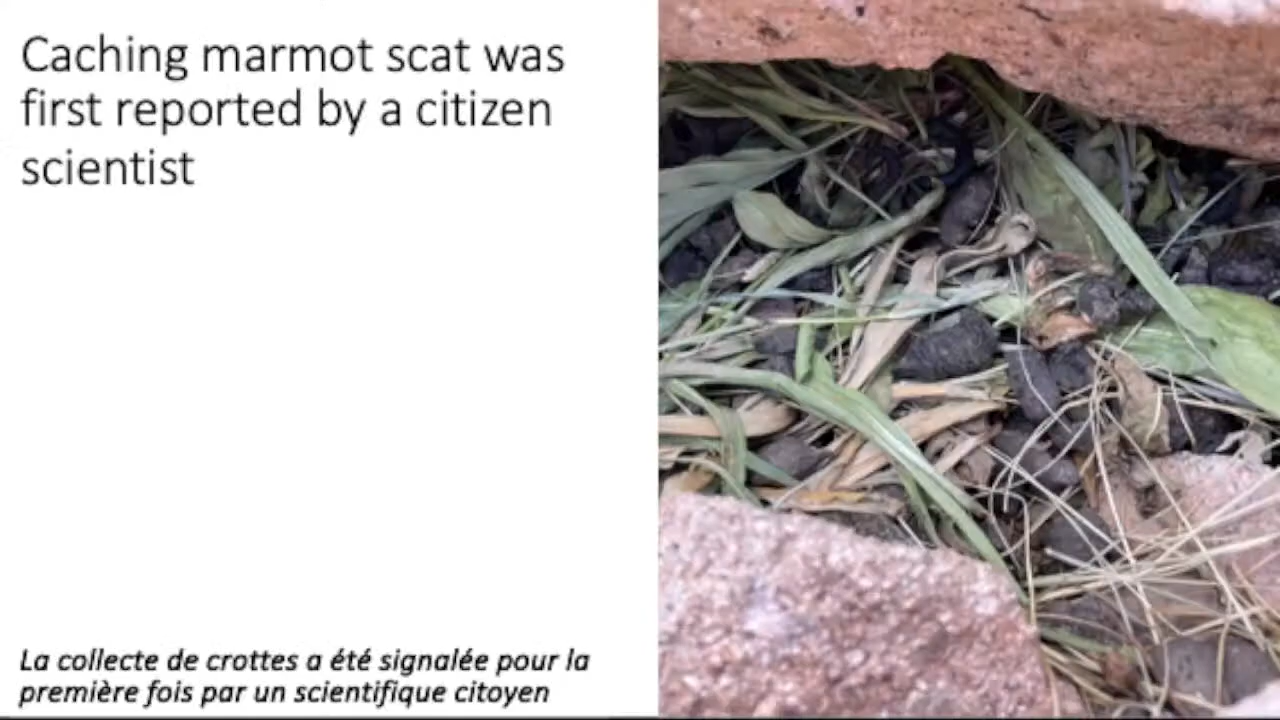 Caching marmot scat was
first reported by a citizen
scientist
La collecte de crottes a été signalée pour la
première fois par un scientifique citoyen